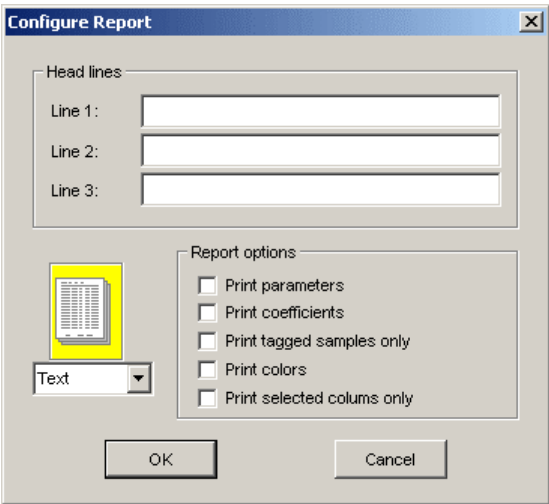 Configure Report
Head lines
Line 1:
Line 2:
Line 3:
Report options
Print parameters
Print coefficients
Print tagged samples only
Print colors
Print selected colums only
Text
OK
Cancel